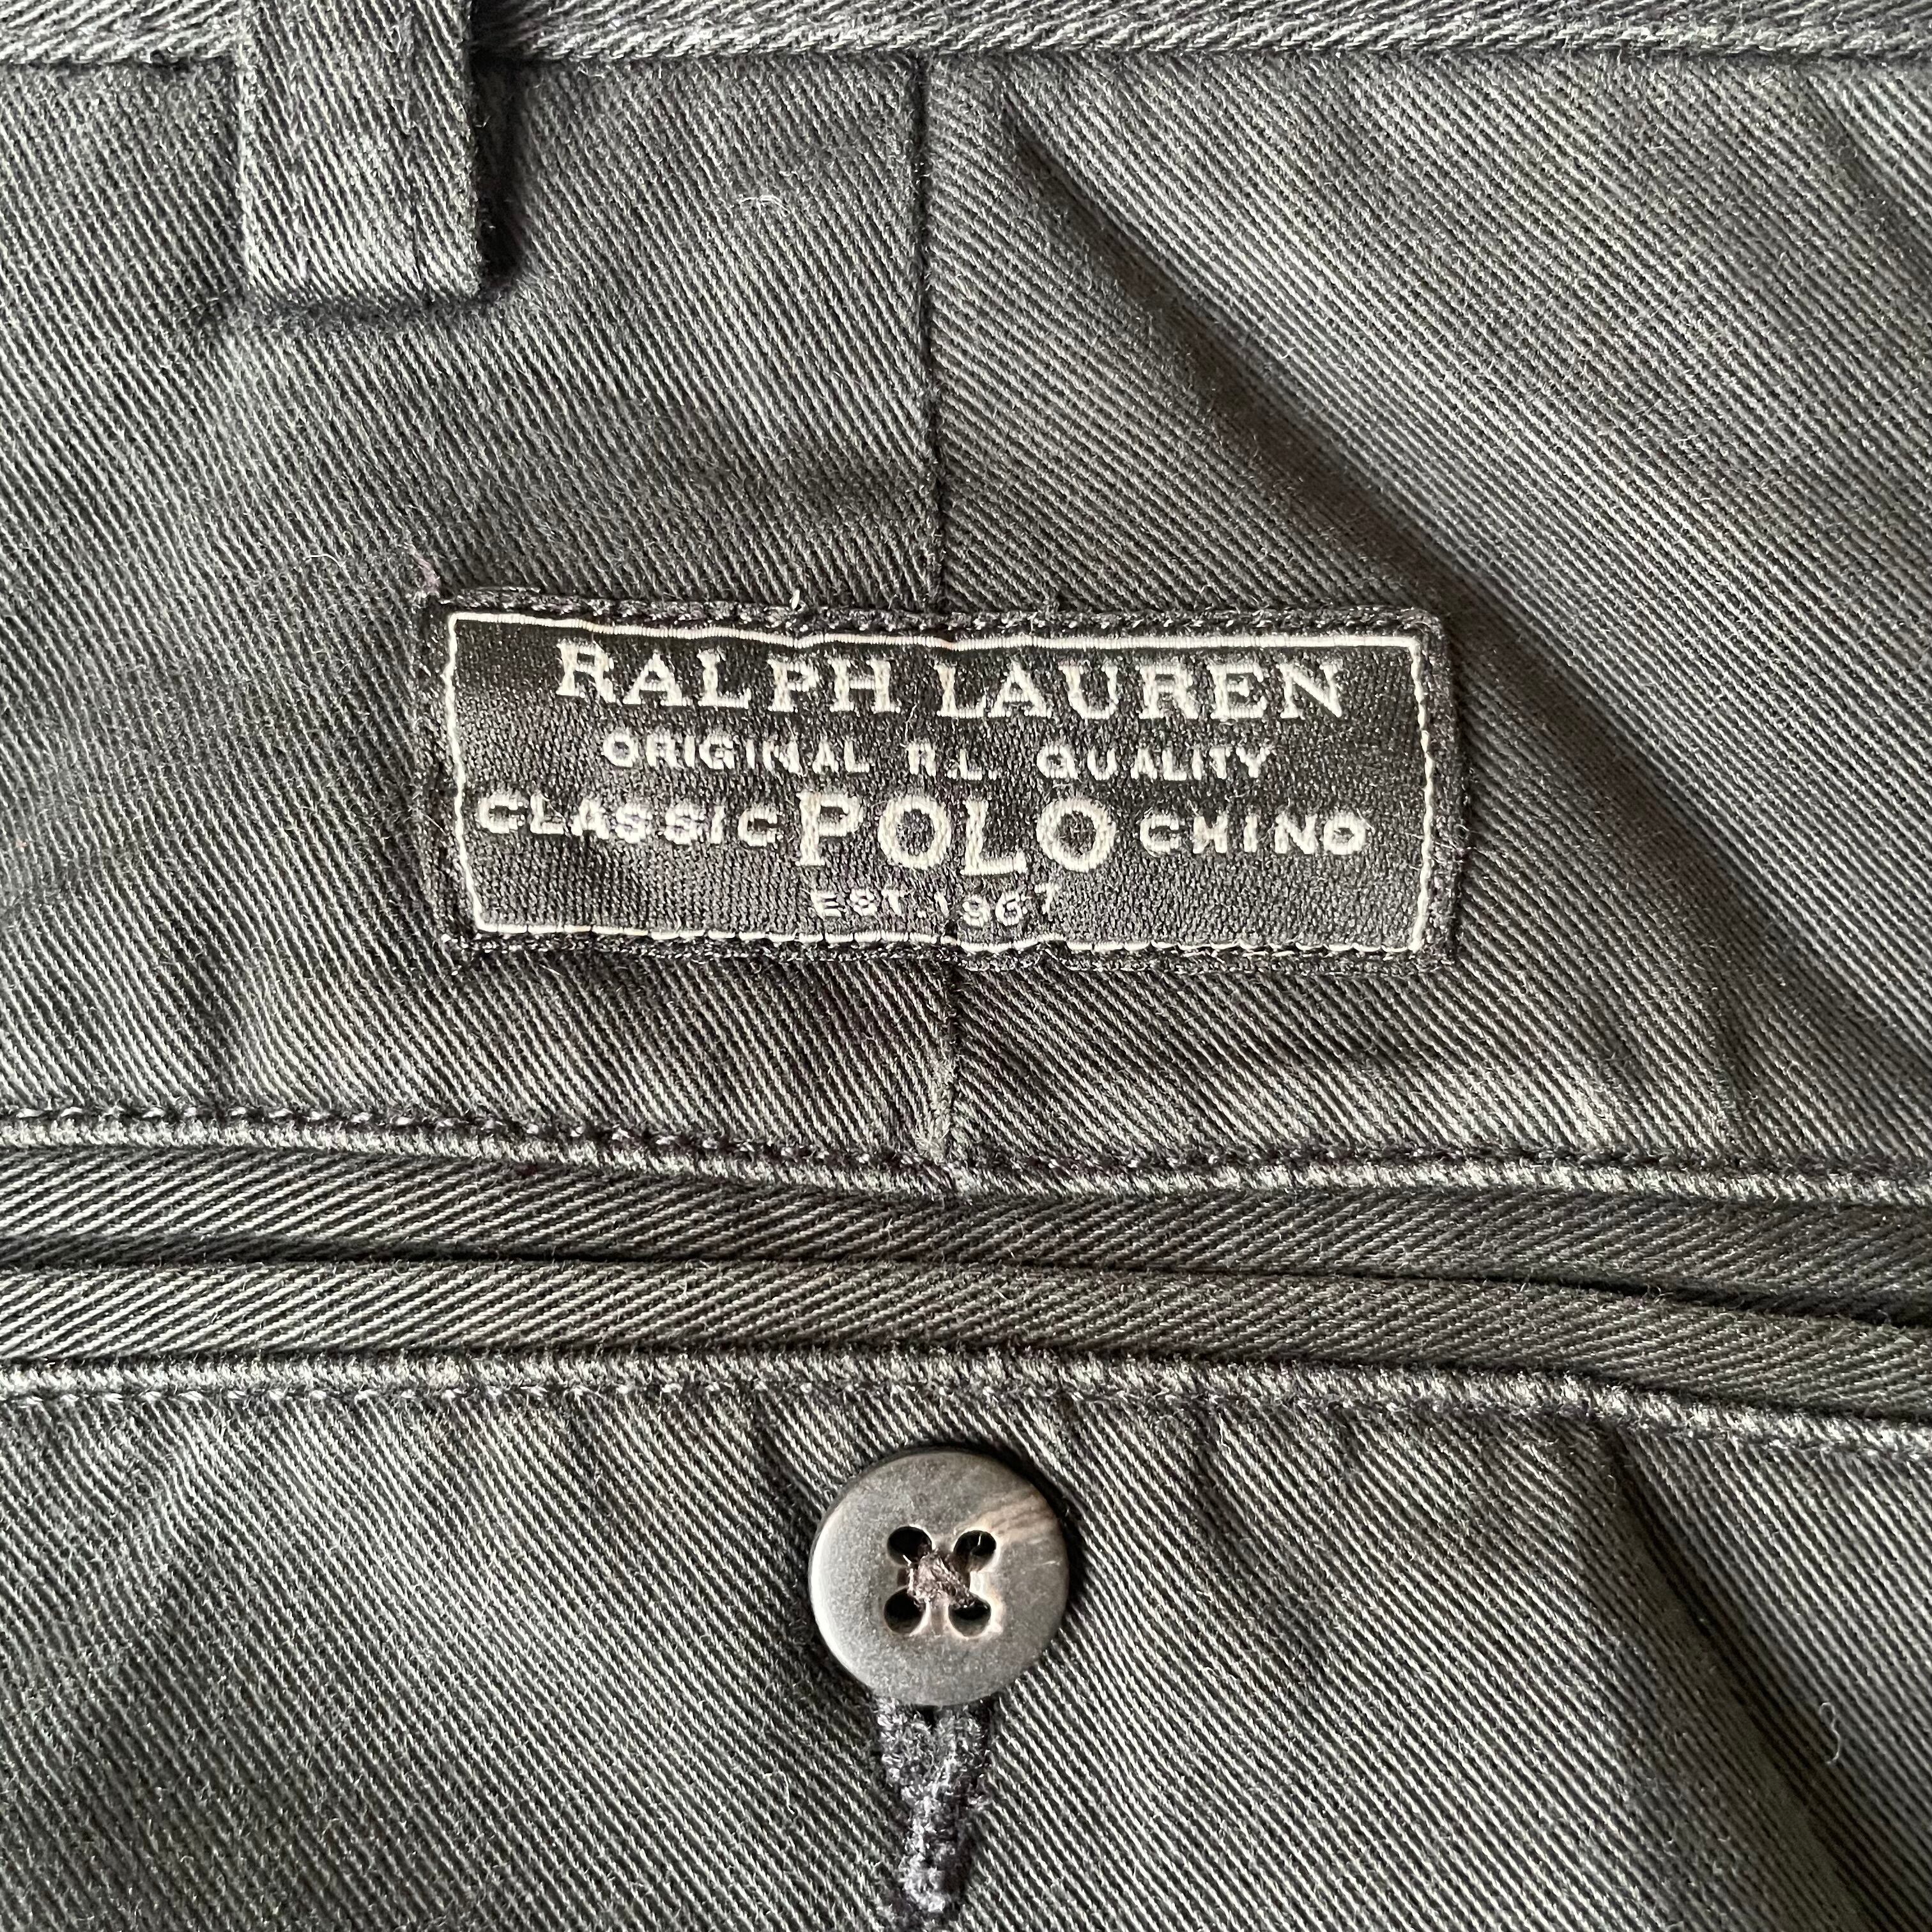 RALPH LAUREN
ORIGINAL R.L. QUALITY
CLASSIC POLO CHINO
EST. 1967